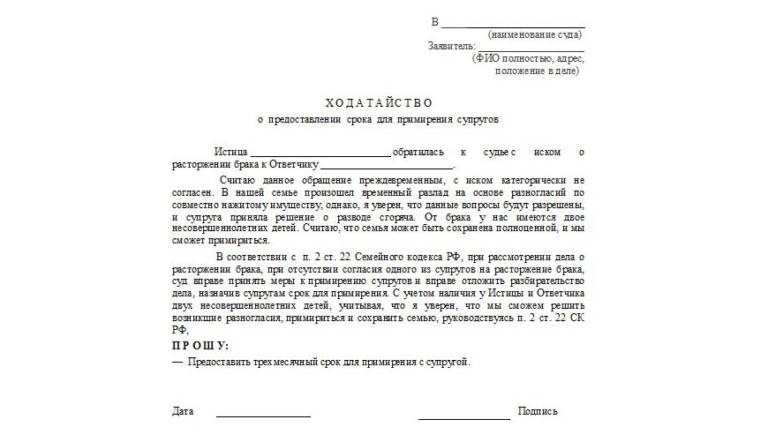 В ______________________
(наименование суда)
Заявитель: ________________
(ФИО полностью, адрес,
положение в деле)
Х О Д А Т А Й С Т В О
о предоставлении срока для примирения супругов
Истица ______________________ обратилась к судье с иском о
расторжении брака к Ответчику _____________________.
Считаю данное обращение преждевременным, с иском категорически не
согласен. В нашей семье произошел временный разлад на основе разногласий по
совместно нажитому имуществу, однако, я уверен, что данные вопросы будут разрешены,
и супруга приняла решение о разводе сгоряча. От брака у нас имеются двое
несовершеннолетних детей. Считаю, что семья может быть сохранена полноценной, и мы
сможет примириться.
В соответствии с п. 2 ст. 22 Семейного кодекса РФ, при рассмотрении дела о
расторжении брака, при отсутствии согласия одного из супругов на расторжение брака,
суд вправе принять меры к примирению супругов и вправе отложить разбирательство
дела, назначив супругам срок для примирения. С учетом наличия у Истицы и Ответчика
двух несовершеннолетних детей, учитывая, что я уверен, что мы сможем решить
возникшие разногласия, примириться и сохранить семью, руководствуясь п. 2 ст. 22 СК
РФ,
П Р О Ш У:
— Предоставить трехмесячный срок для примирения с супругой.
Дата _______________ _______________ Подпись